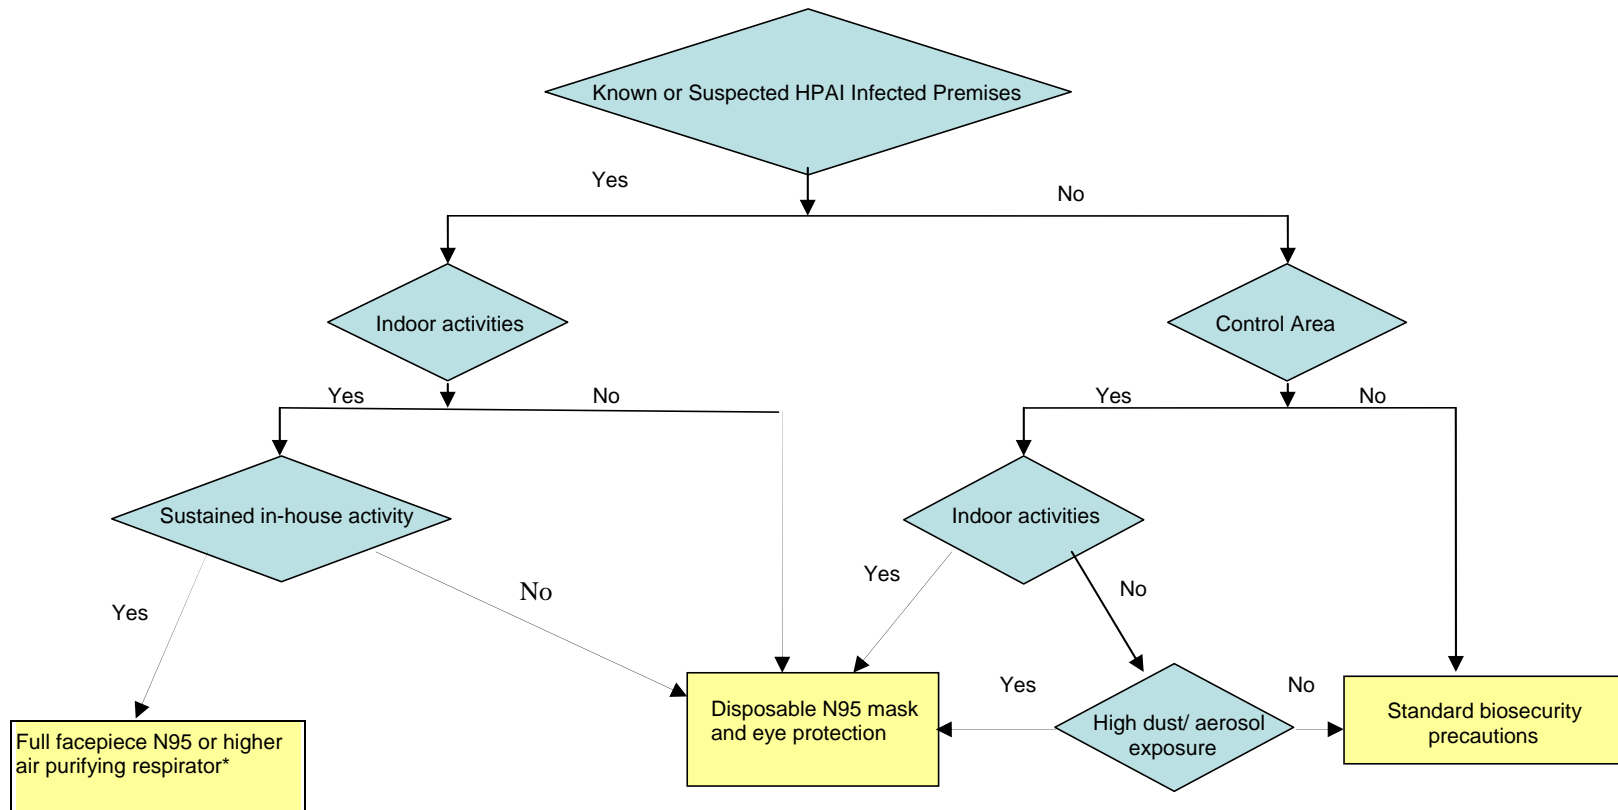 Known or Suspected HPAI Infected Premises
Yes
No
Indoor activities
Control Area
Yes
No
Yes
No
Sustained in-house activity
Indoor activities
Yes
No
Yes
No
Yes
No
Disposable N95 mask
and eye protection
High dust/ aerosol
exposure
Standard biosecurity
precautions
Full facepiece N95 or higher
air purifying respirator*